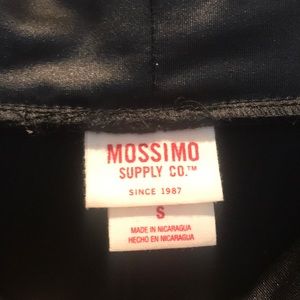 MOSSIMO
SUPPLY CO.™
SINCE 1987
S
MADE IN NICARAGUA
HECHO EN NICARAGUA